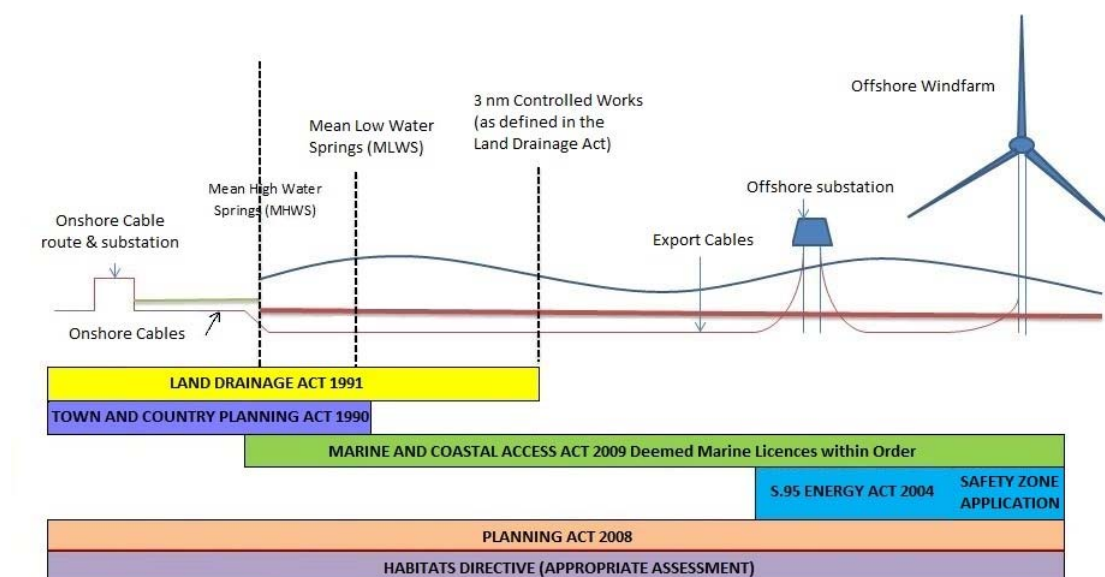 Offshore Windfarm
3 nm Controlled Works
(as defined in the
Land Drainage Act)
Mean Low Water
Springs (MLWS)
Mean High Water
Springs (MHWS)
Offshore substation
Onshore Cable
route & substation
Export Cables
Onshore Cables
LAND DRAINAGE ACT 1991
TOWN AND COUNTRY PLANNING ACT 1990
MARINE AND COASTAL ACCESS ACT 2009 Deemed Marine Licences within Order
S.95 ENERGY ACT 2004
SAFETY ZONE
APPLICATION
PLANNING ACT 2008
HABITATS DIRECTIVE (APPROPRIATE ASSESSMENT)